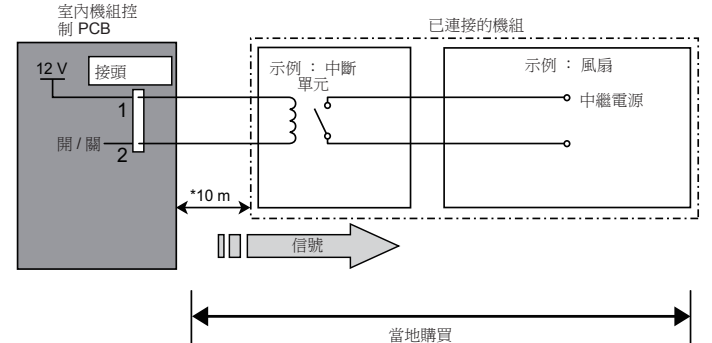 室內機組控
制 PCB
已連接的機組
12 V
接頭
示例 ： 中斷
單元
示例 ： 風扇
1
中繼電源
開 / 關
2
*10 m
信號
當地購買